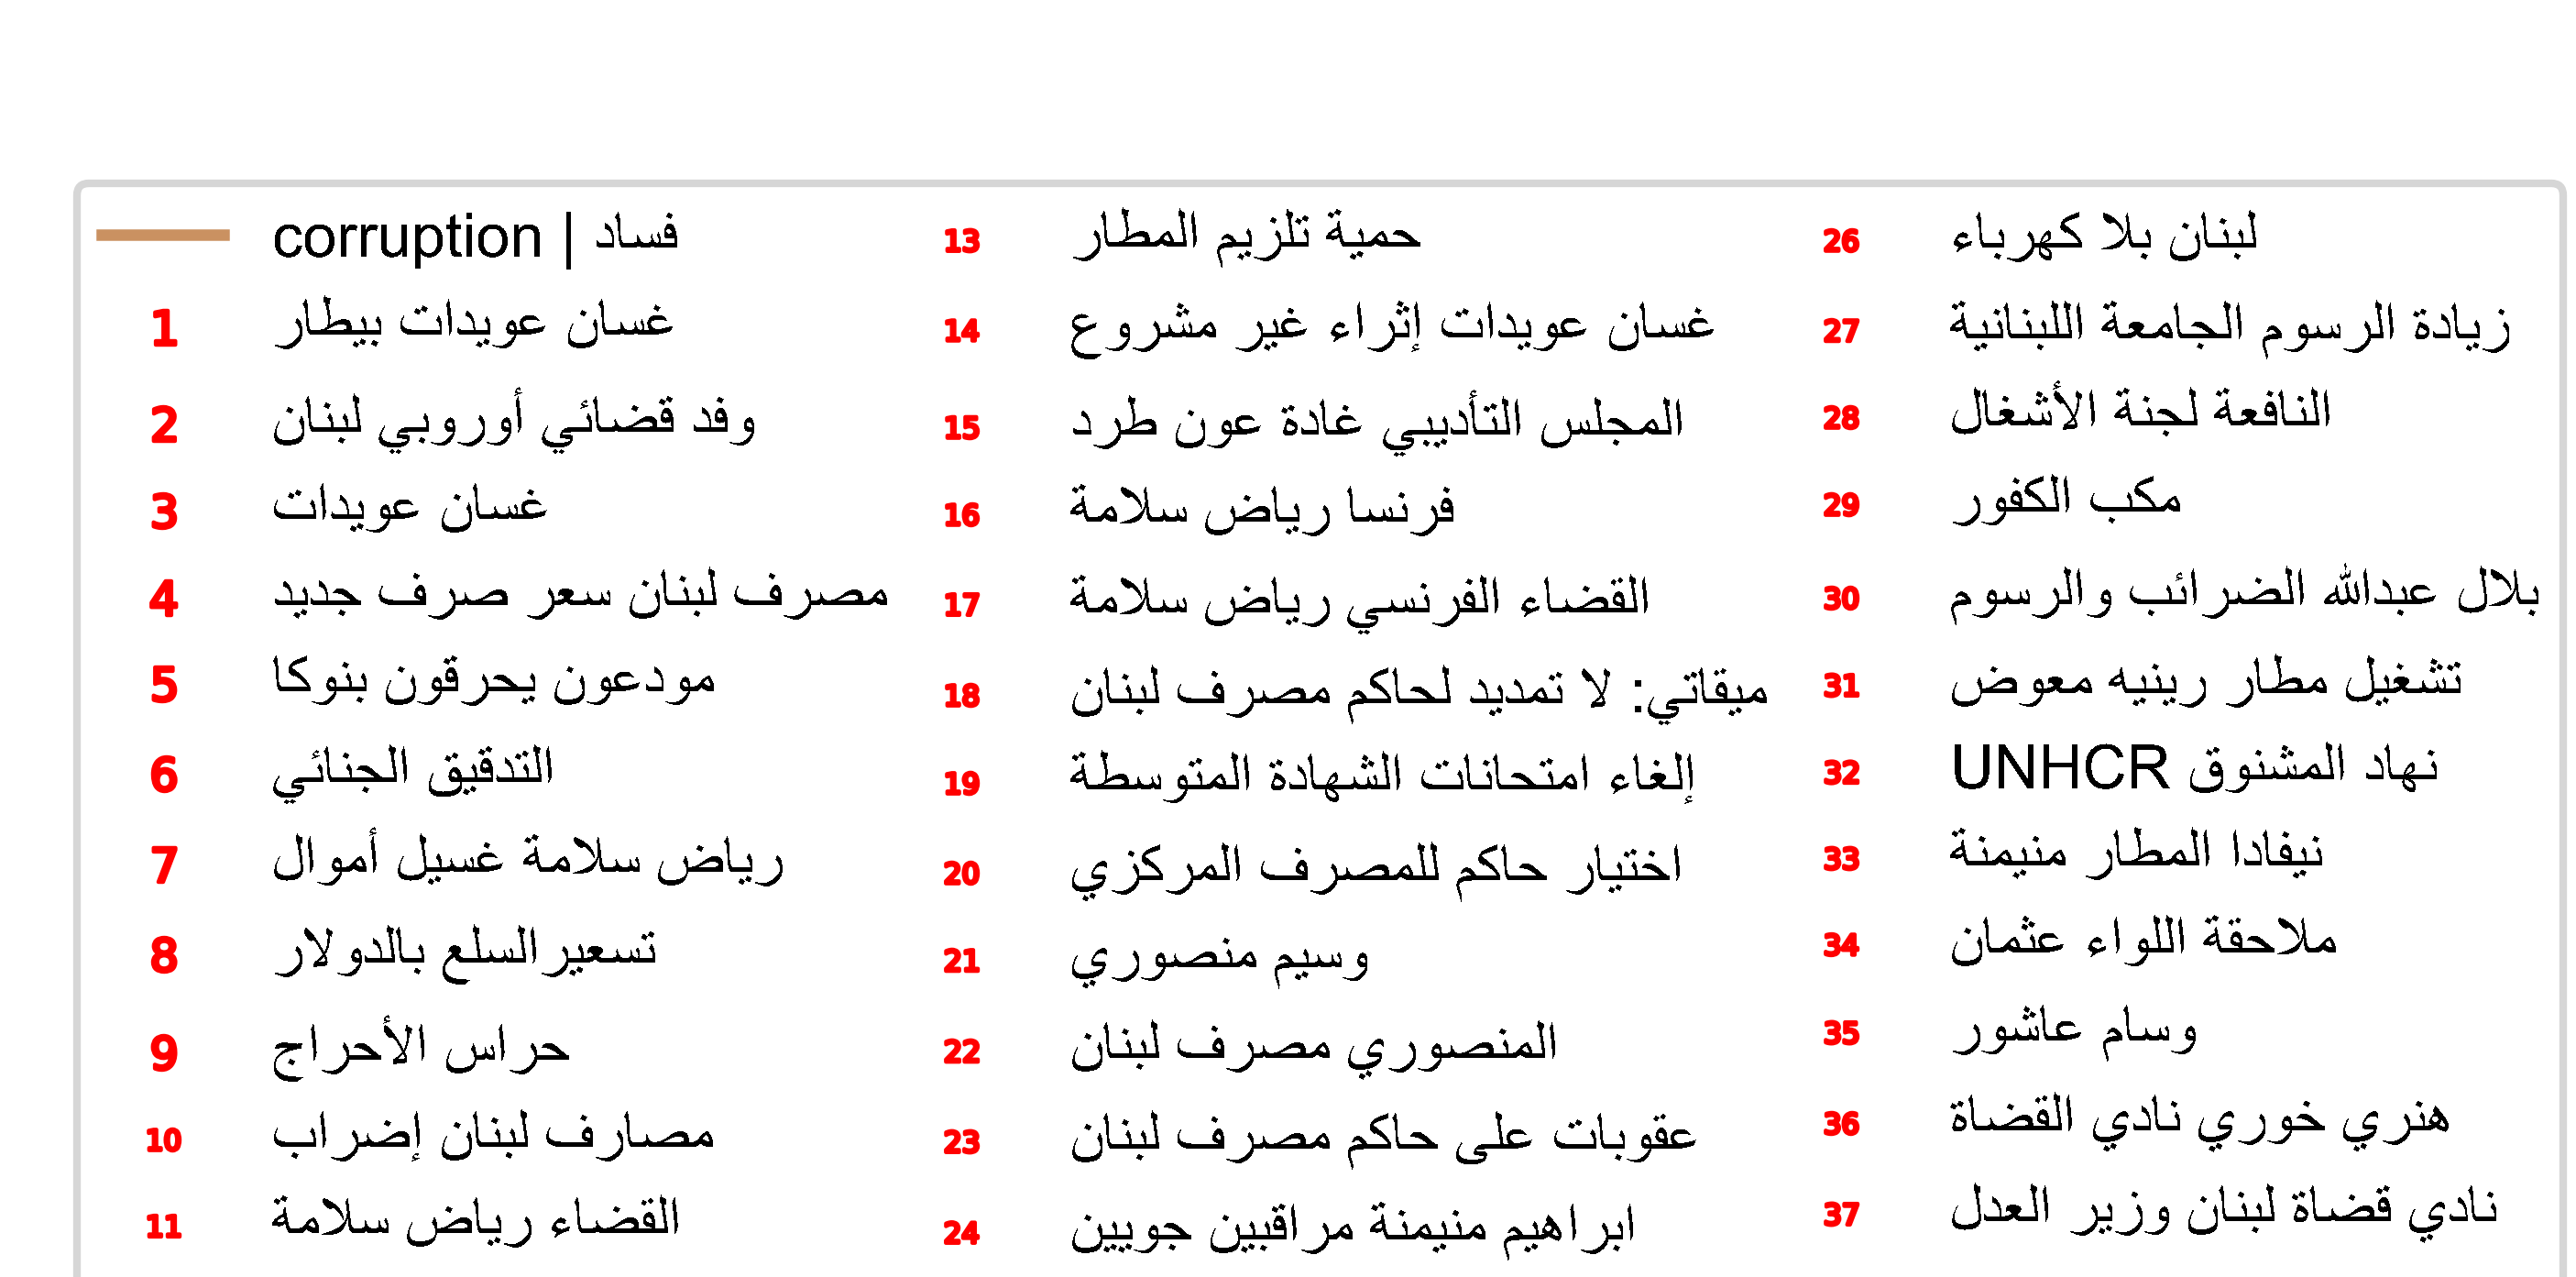 فساد | corruption
1 غسان عويدات بيطار
2 وفد قضائي أوروبي لبنان
3 غسان عويدات
4 مصرف لبنان سعر صرف جديد
5 مودعون يحرقون بنوكا
6 التدقيق الجنائي
7 رياض سلامة غسيل أموال
8 تسعيرالسلع بالدولار
9 حراس الأحراج
10 مصارف لبنان إضراب
11 القضاء رياض سلامة
13 حمية تلزيم المطار
14 غسان عويدات إثراء غير مشروع
15 المجلس التأديبي غادة عون طرد
16 فرنسا رياض سلامة
17 القضاء الفرنسي رياض سلامة
18 ميقاتي: لا تمديد لحاكم مصرف لبنان
19 إلغاء امتحانات الشهادة المتوسطة
20 اختيار حاكم للمصرف المركزي
21 وسيم منصوري
22 المنصوري مصرف لبنان
23 عقوبات على حاكم مصرف لبنان
24 ابراهيم منيمنة مراقبين جويين
26 لبنان بلا كهرباء
27 زيادة الرسوم الجامعة اللبنانية
28 النافعة لجنة الأشغال
29 مكب الكفور
30 بلال عبدالله الضرائب والرسوم
31 تشغيل مطار رينيه معوض
32 نهاد المشنوق UNHCR
33 نيفادا المطار منيمنة
34 ملاحقة اللواء عثمان
35 وسام عاشور
36 هنري خوري نادي القضاة
37 نادي قضاة لبنان وزير العدل